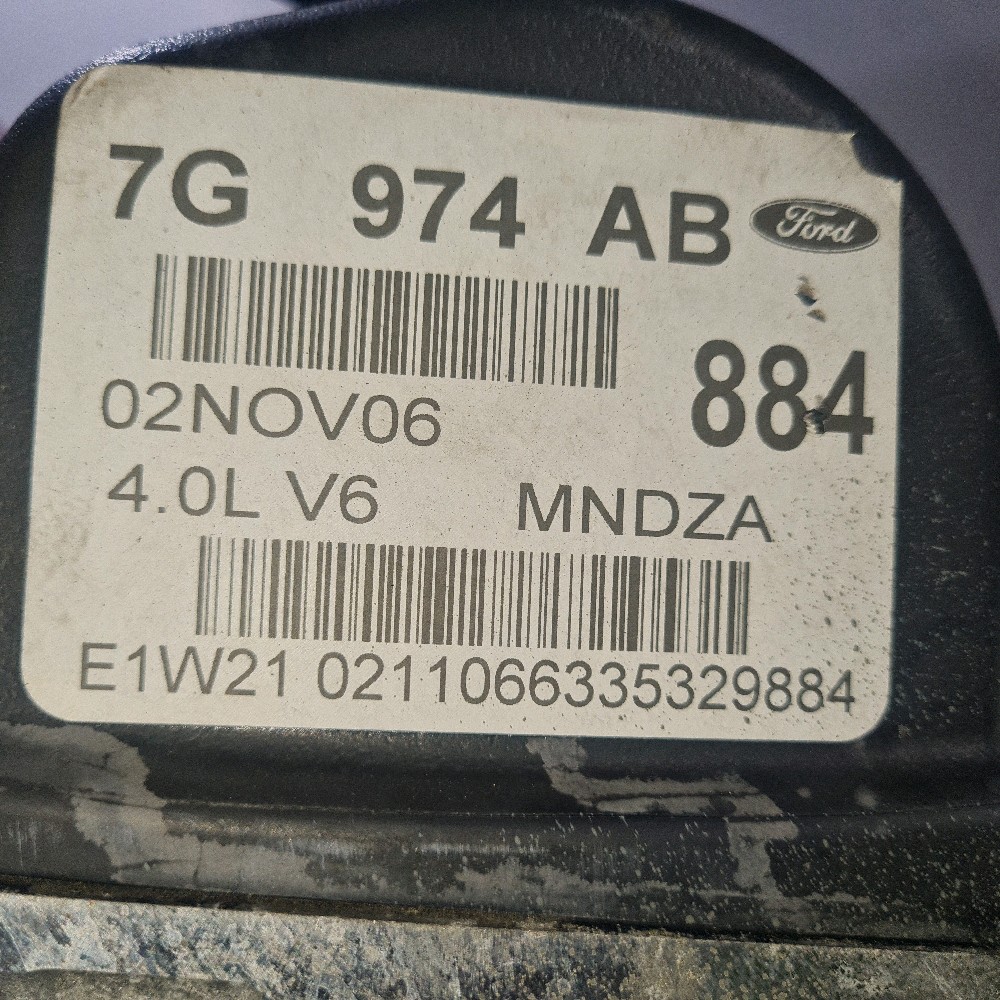 7G 974 AB Ford
884
02NOV06
4.0L V6 MNDZA
E1W21 0211066335329884